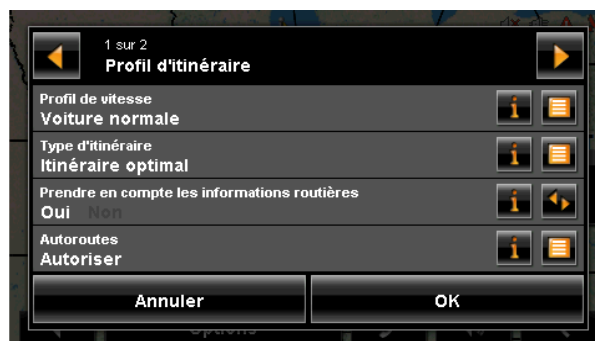 1 sur 2
Profil d'itinéraire
Profil de vitesse
Voiture normale
Type d'itinéraire
Itinéraire optimal
Prendre en compte les informations routières
Oui Non
Autoroutes
Autoriser
Annuler OK
Options